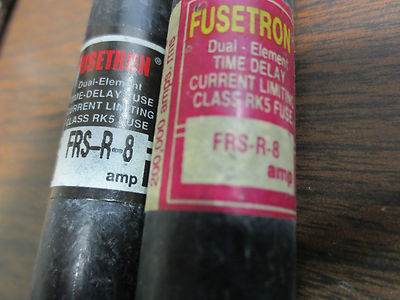 FUSETRON
Dual-Element
TIME-DELAY FUSE
CURRENT LIMITING
CLASS RK5 FUSE
FRS-R-8
amp
FUSETRON
Dual-Element
TIME DELAY
CURRENT LIMITING
CLASS RK5 FUSE
FRS-R-8
amp
200,000 amps rms